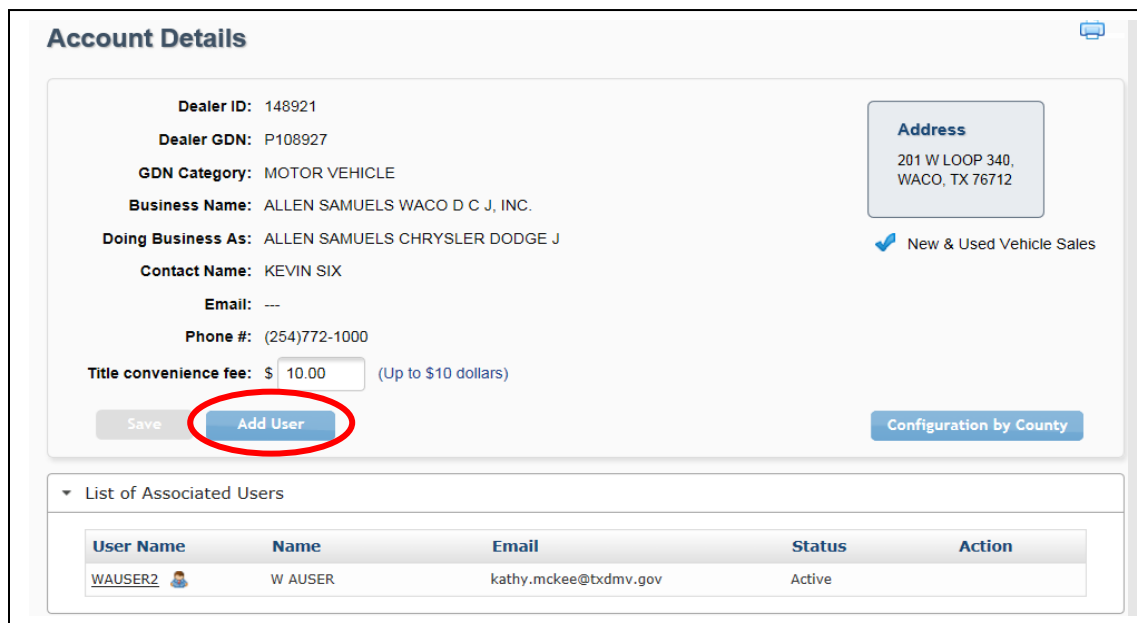 Account Details
Dealer ID: 148921
Dealer GDN: P108927
GDN Category: MOTOR VEHICLE
Business Name: ALLEN SAMUELS WACO D C J, INC.
Doing Business As: ALLEN SAMUELS CHRYSLER DODGE J
Contact Name: KEVIN SIX
Email: ---
Phone #: (254)772-1000
Title convenience fee: $ 10.00 (Up to $10 dollars)
Save Add User
Address
201 W LOOP 340,
WACO, TX 76712
New & Used Vehicle Sales
Configuration by County
List of Associated Users
User Name Name Email Status Action
WAUSER2 W AUSER kathy.mckee@txdmv.gov Active